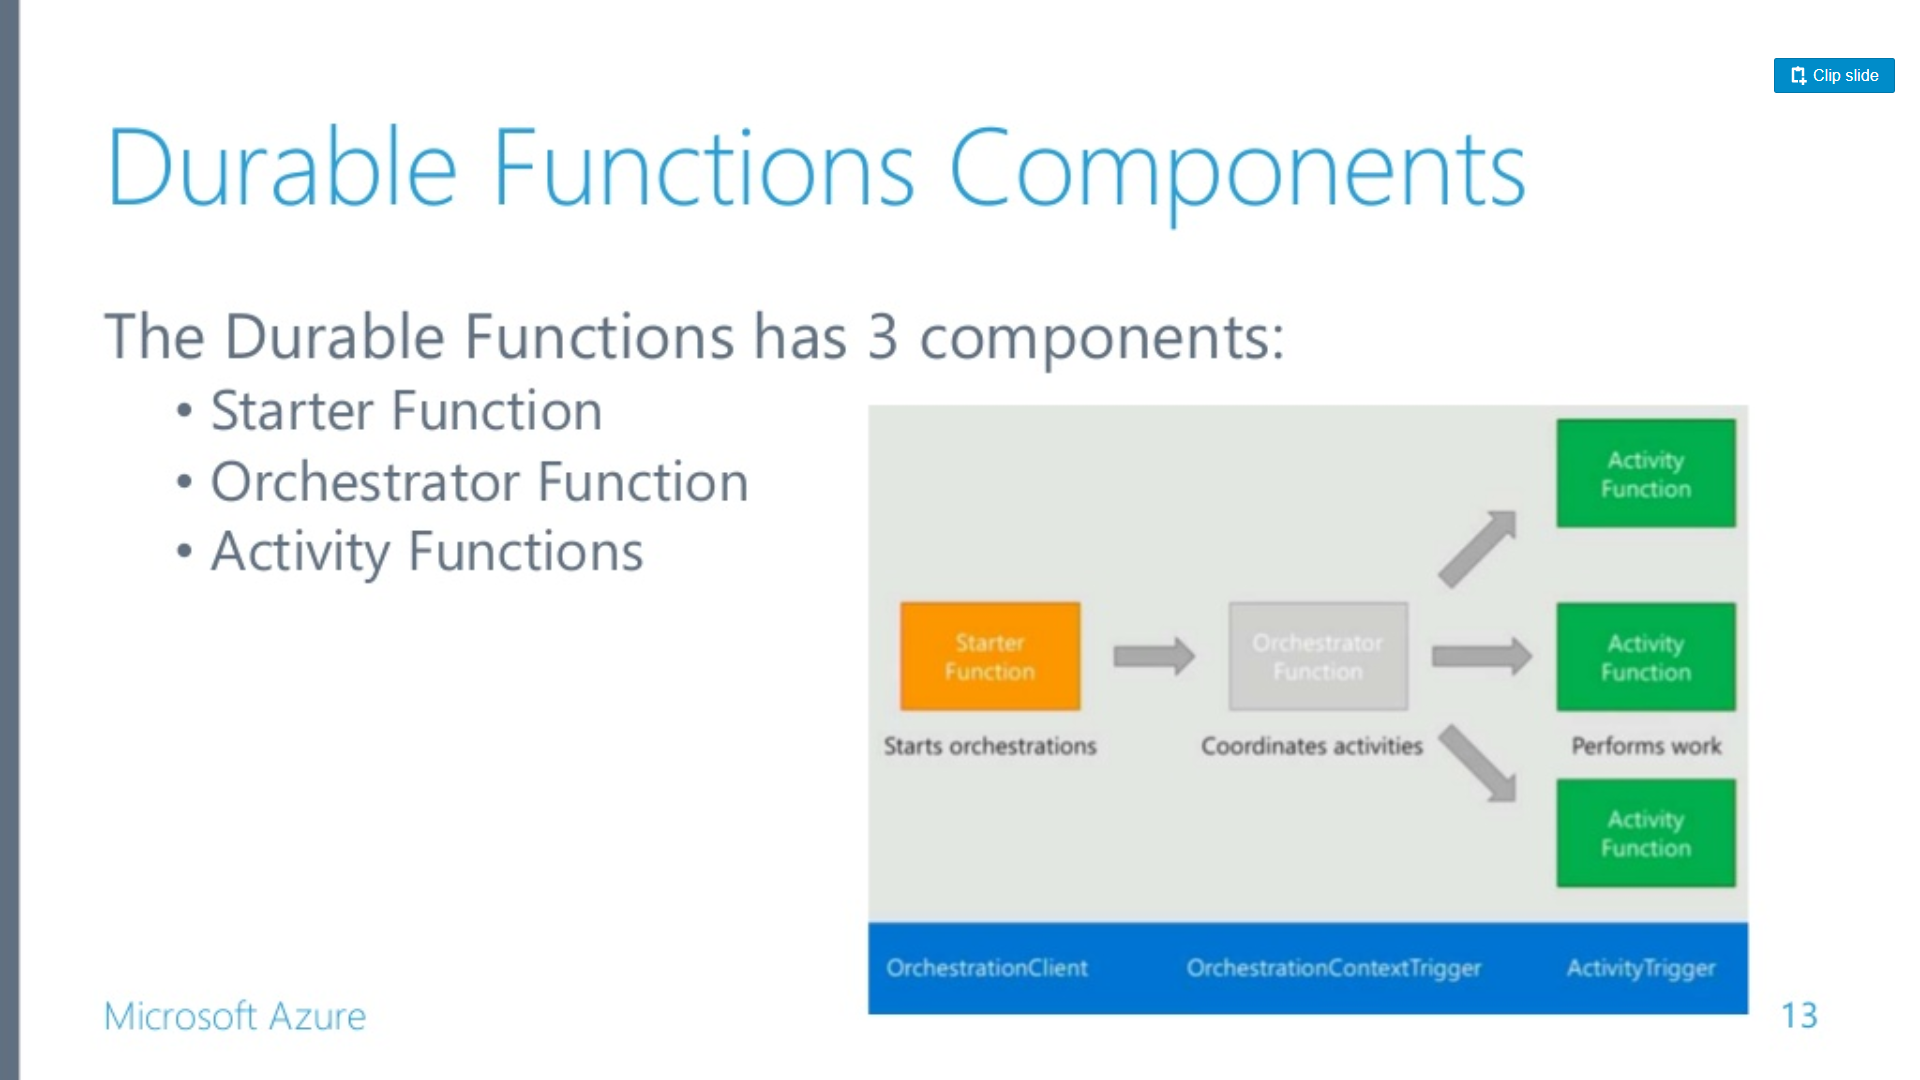 Clip slide
Durable Functions Components
The Durable Functions has 3 components:
• Starter Function
• Orchestrator Function
• Activity Functions
Activity
Function
Starter
Function
Orchestrator
Function
Activity
Function
Starts orchestrations
Coordinates activities
Performs work
Activity
Function
OrchestrationClient
OrchestrationContextTrigger
ActivityTrigger
Microsoft Azure
13